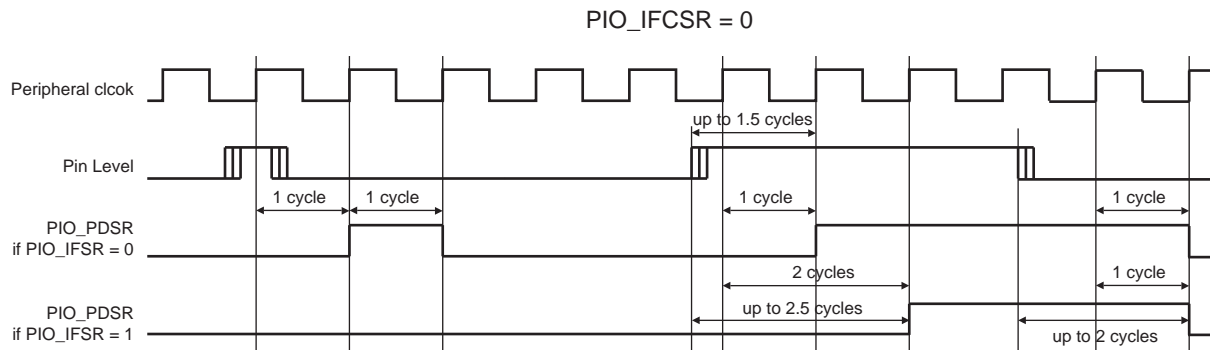 PIO_IFCSR = 0
Peripheral clcok
up to 1.5 cycles
Pin Level
1 cycle
1 cycle
1 cycle
1 cycle
PIO_PDSR
if PIO_IFSR = 0
2 cycles
1 cycle
PIO_PDSR
if PIO_IFSR = 1
up to 2.5 cycles
up to 2 cycles